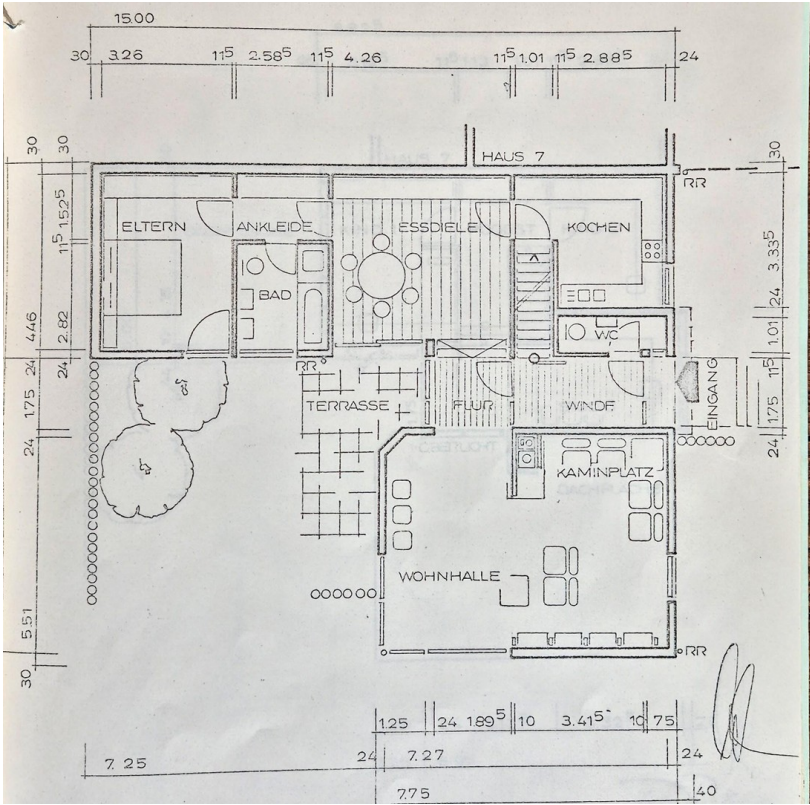 15.00
30 3.26 11⁵ 2.58⁵ 11⁵ 4.26 11⁵ 1.01 11⁵ 2.88⁵ 24
HAUS 7
RR
30 30
11⁵ 1.52⁵
4.46 2.82
24 24
1.75
24
5.51
30
30
3.33⁵
24
1.01
11⁵
1.75
24
ELTERN ANKLEIDE ESSDIELE KOCHEN
BAD
WC
RR
TERRASSE FLUR WINDF. EINGANG
KAMINPLATZ
WOHNHALLE
RR
1.25 24 1.89⁵ 10 3.41⁵ 10 75
7.25 24 7.27 24
7.75 40